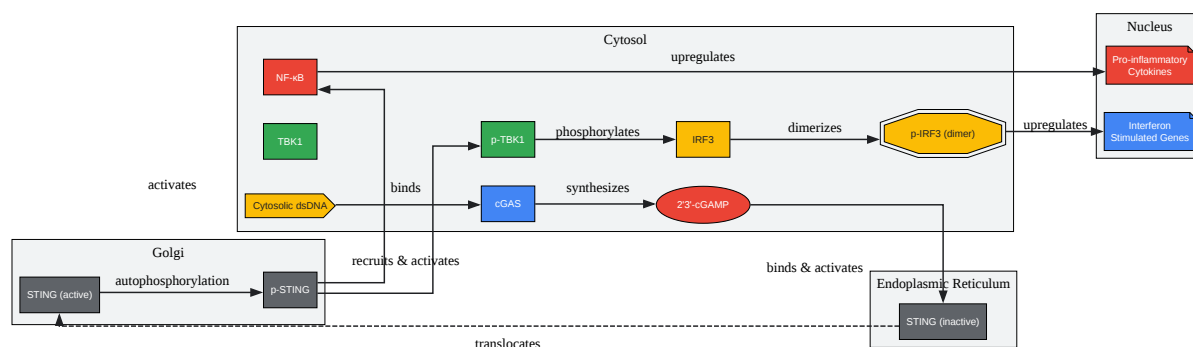 Cytosol
Nucleus
NF-κB
upregulates
Pro-inflammatory
Cytokines
TBK1
p-TBK1
phosphorylates
IRF3
dimerizes
p-IRF3 (dimer)
upregulates
Interferon
Stimulated Genes
activates
binds
Cytosolic dsDNA
cGAS
synthesizes
2'3'-cGAMP
Golgi
recruits & activates
binds & activates
STING (active)
autophosphorylation
p-STING
Endoplasmic Reticulum
STING (inactive)
translocates